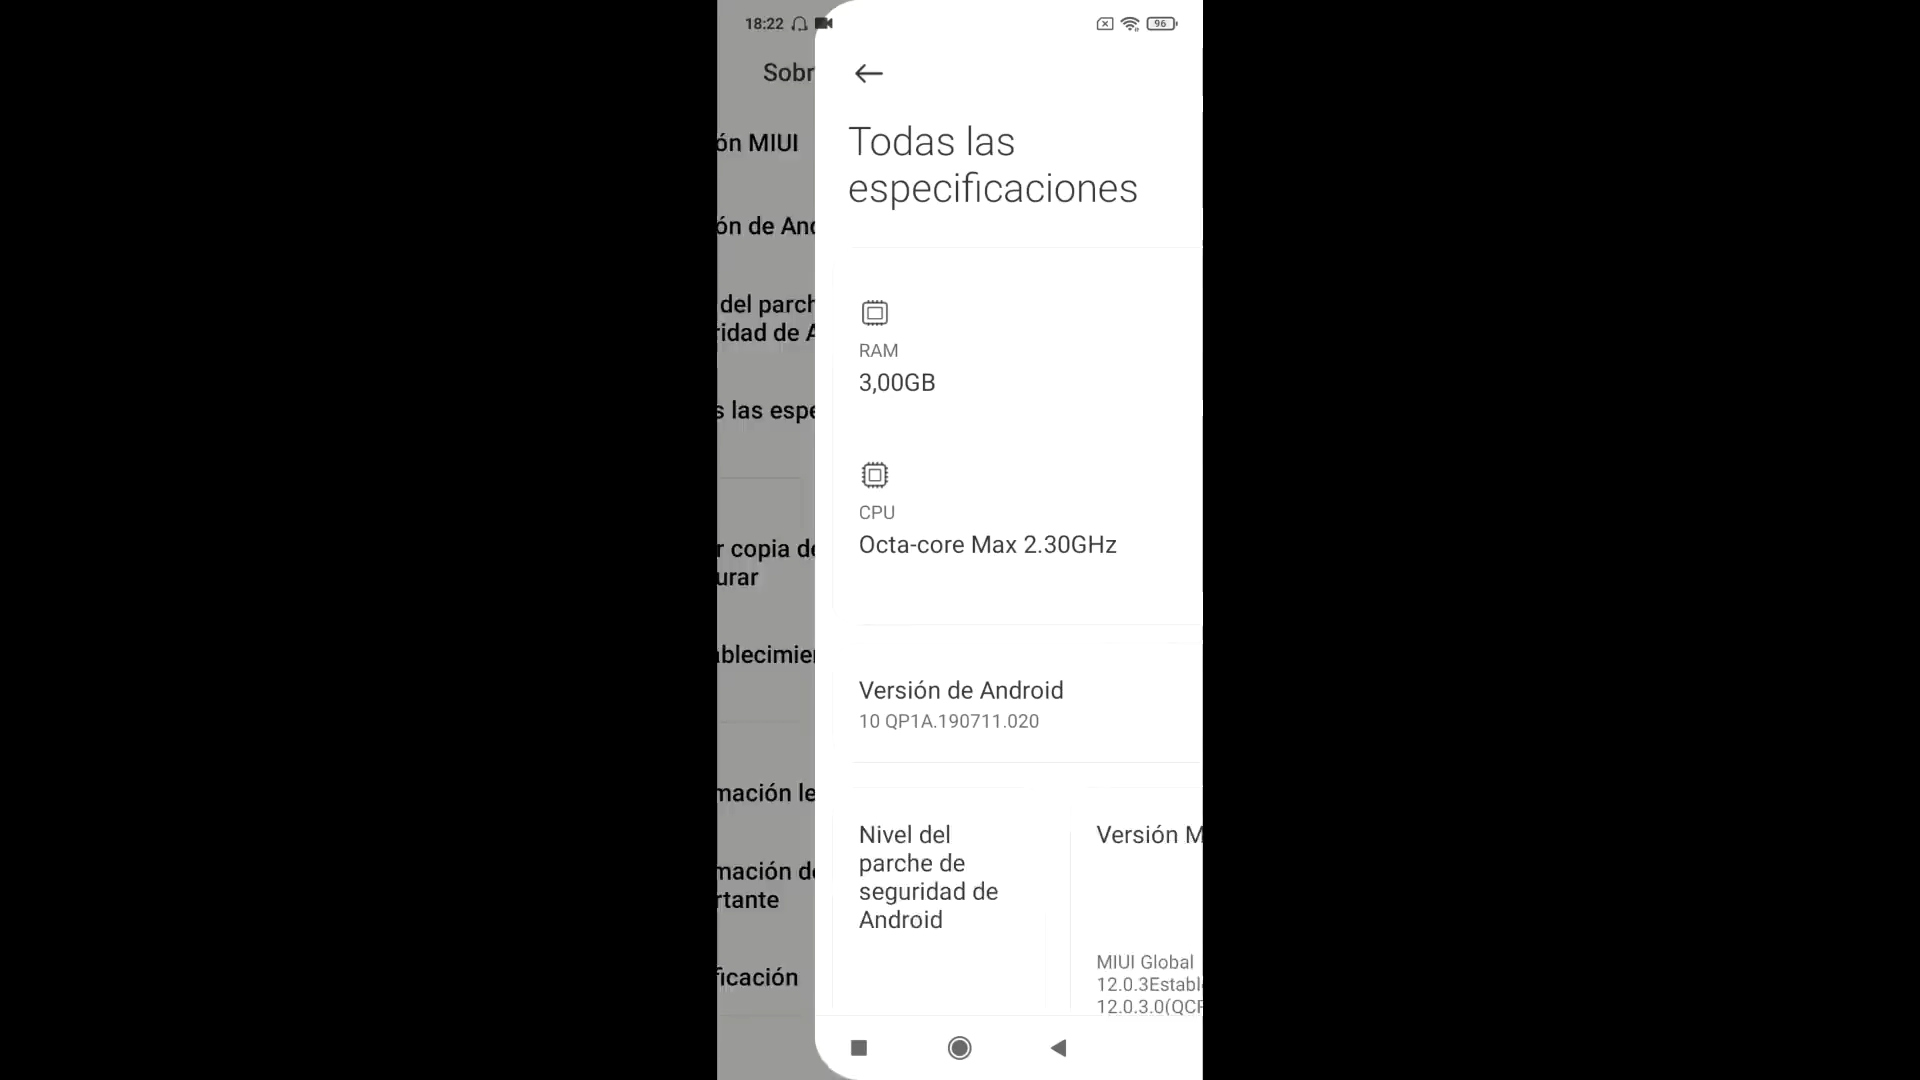 18:22
96
Sobr
ón MIUI
ón de And
del parch
ridad de A
s las espe
r copia de
urar
ablecimien
mación le
mación de
rtante
ficación
Todas las
especificaciones
RAM
3,00GB
CPU
Octa-core Max 2.30GHz
Versión de Android
10 QP1A.190711.020
Nivel del
parche de
seguridad de
Android
Versión M
MIUI Global
12.0.3Estable
12.0.3.0(QCF